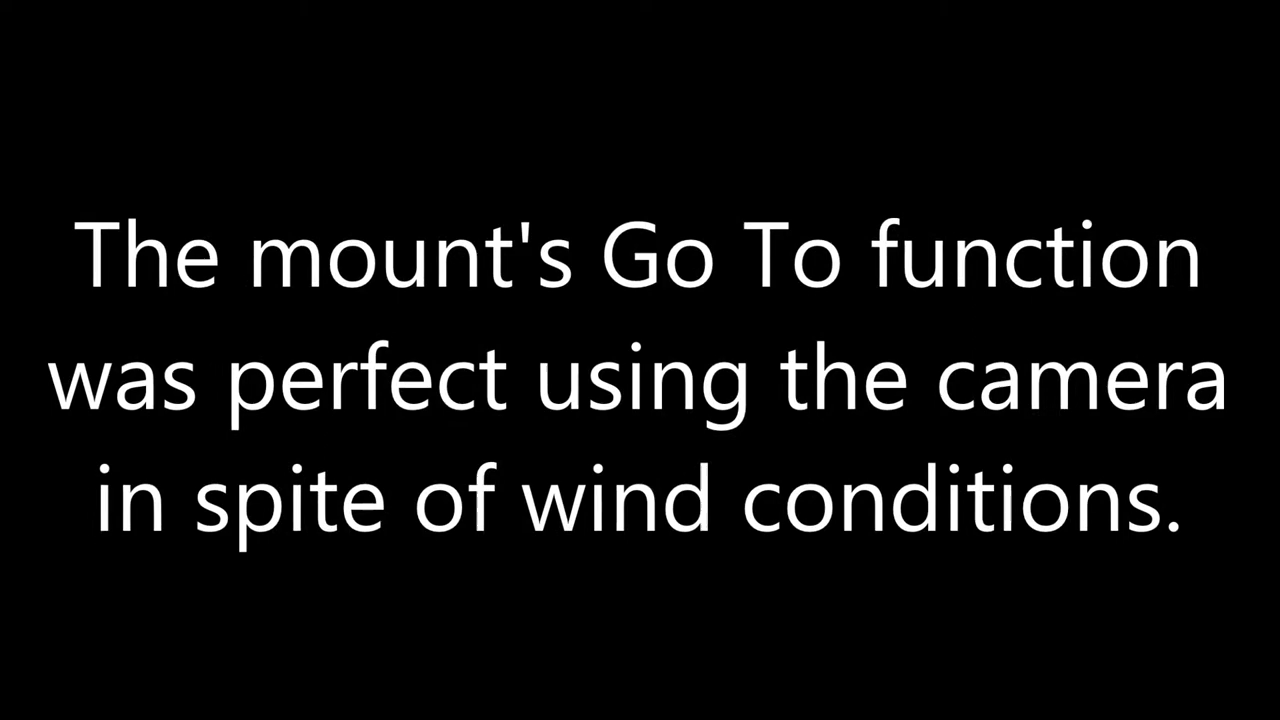 The mount's Go To function
was perfect using the camera
in spite of wind conditions.